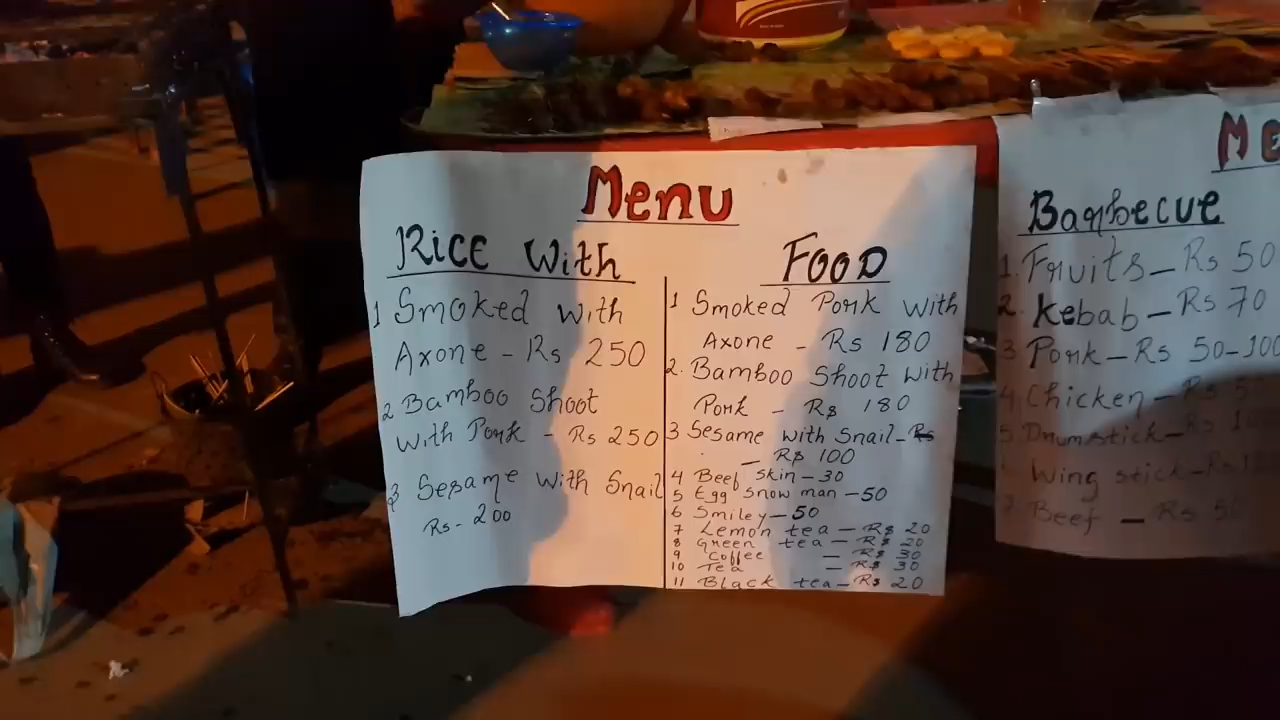 Menu
Rice With
1 Smoked with
Axone - Rs 250
2 Bamboo Shoot
with Pork - Rs 250
3 Sesame with Snail
Rs - 200
Food
1 Smoked Pork with
Axone - Rs 180
2. Bamboo Shoot with
Pork - Rs 180
3 Sesame with Snail - Rs
- Rs 100
4 Beef Skin - 30
5 Egg snow man - 50
6 Smiley - 50
7 Lemon tea - Rs 20
8 Green tea - Rs 20
9 Coffee - Rs 30
10 Tea - Rs 30
11 Black tea - Rs 20
Me
Barbecue
1. Fruits - Rs 50
2. Kebab - Rs 70
3 Pork - Rs 50-100
4 Chicken - Rs
5 Drumstick - Rs
Wing stick - Rs
7 Beef - Rs 50